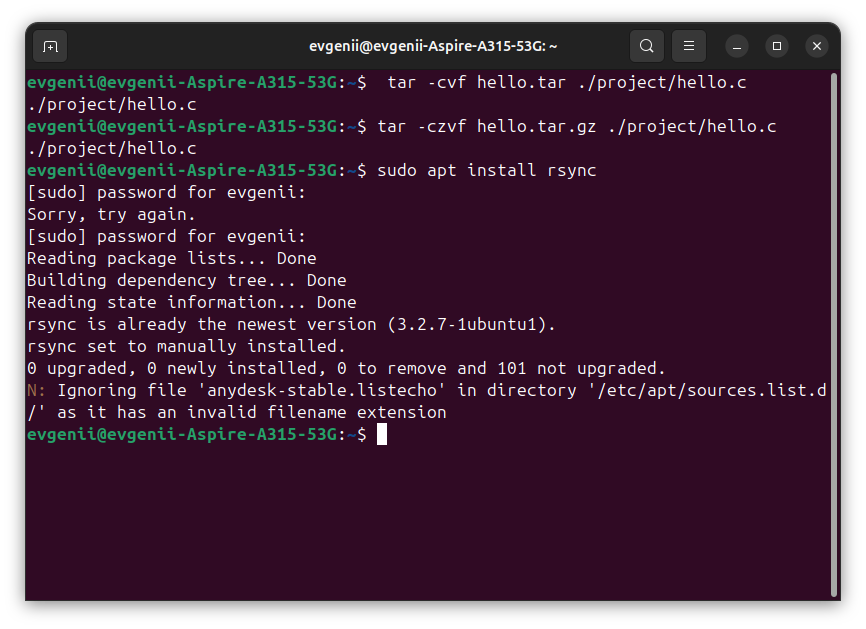 evgenii@evgenii-Aspire-A315-53G: ~
evgenii@evgenii-Aspire-A315-53G:~$  tar -cvf hello.tar ./project/hello.c
./project/hello.c
evgenii@evgenii-Aspire-A315-53G:~$ tar -czvf hello.tar.gz ./project/hello.c
./project/hello.c
evgenii@evgenii-Aspire-A315-53G:~$ sudo apt install rsync
[sudo] password for evgenii:
Sorry, try again.
[sudo] password for evgenii:
Reading package lists... Done
Building dependency tree... Done
Reading state information... Done
rsync is already the newest version (3.2.7-1ubuntu1).
rsync set to manually installed.
0 upgraded, 0 newly installed, 0 to remove and 101 not upgraded.
N: Ignoring file 'anydesk-stable.listecho' in directory '/etc/apt/sources.list.d
/' as it has an invalid filename extension
evgenii@evgenii-Aspire-A315-53G:~$